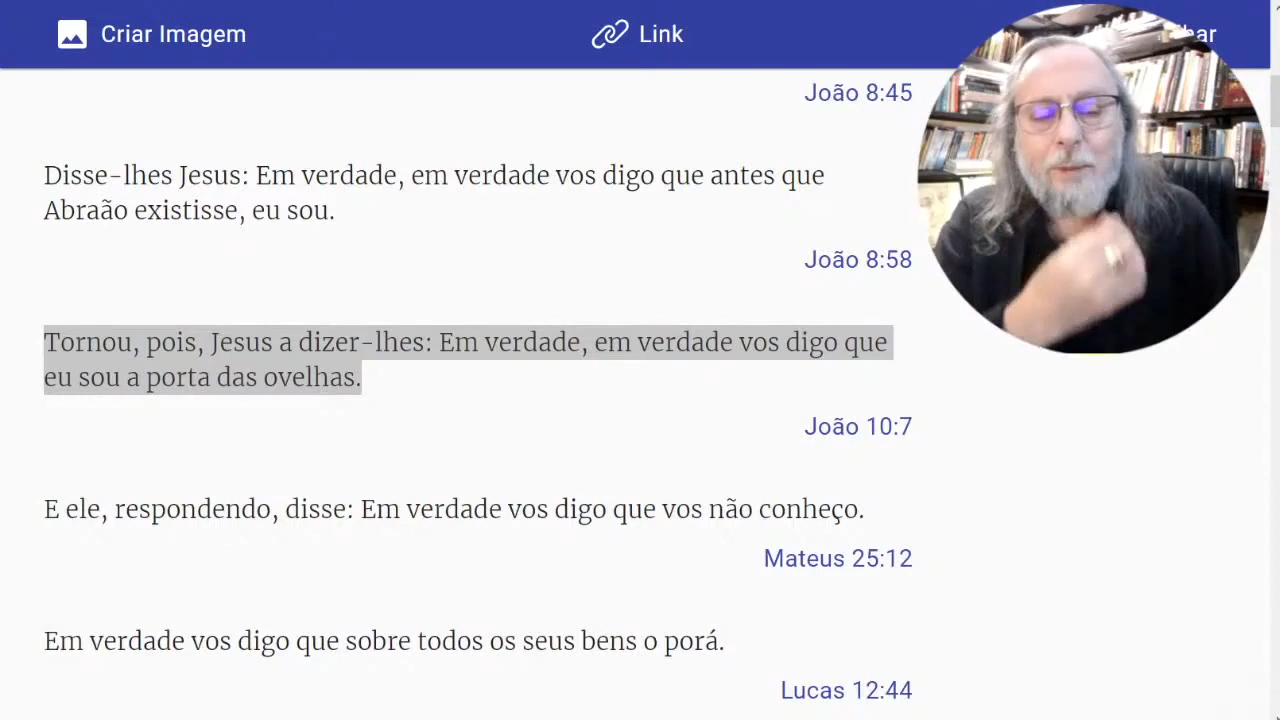 Criar Imagem
Link
João 8:45
Disse-lhes Jesus: Em verdade, em verdade vos digo que antes que
Abraão existisse, eu sou.
João 8:58
Tornou, pois, Jesus a dizer-lhes: Em verdade, em verdade vos digo que
eu sou a porta das ovelhas.
João 10:7
E ele, respondendo, disse: Em verdade vos digo que vos não conheço.
Mateus 25:12
Em verdade vos digo que sobre todos os seus bens o porá.
Lucas 12:44